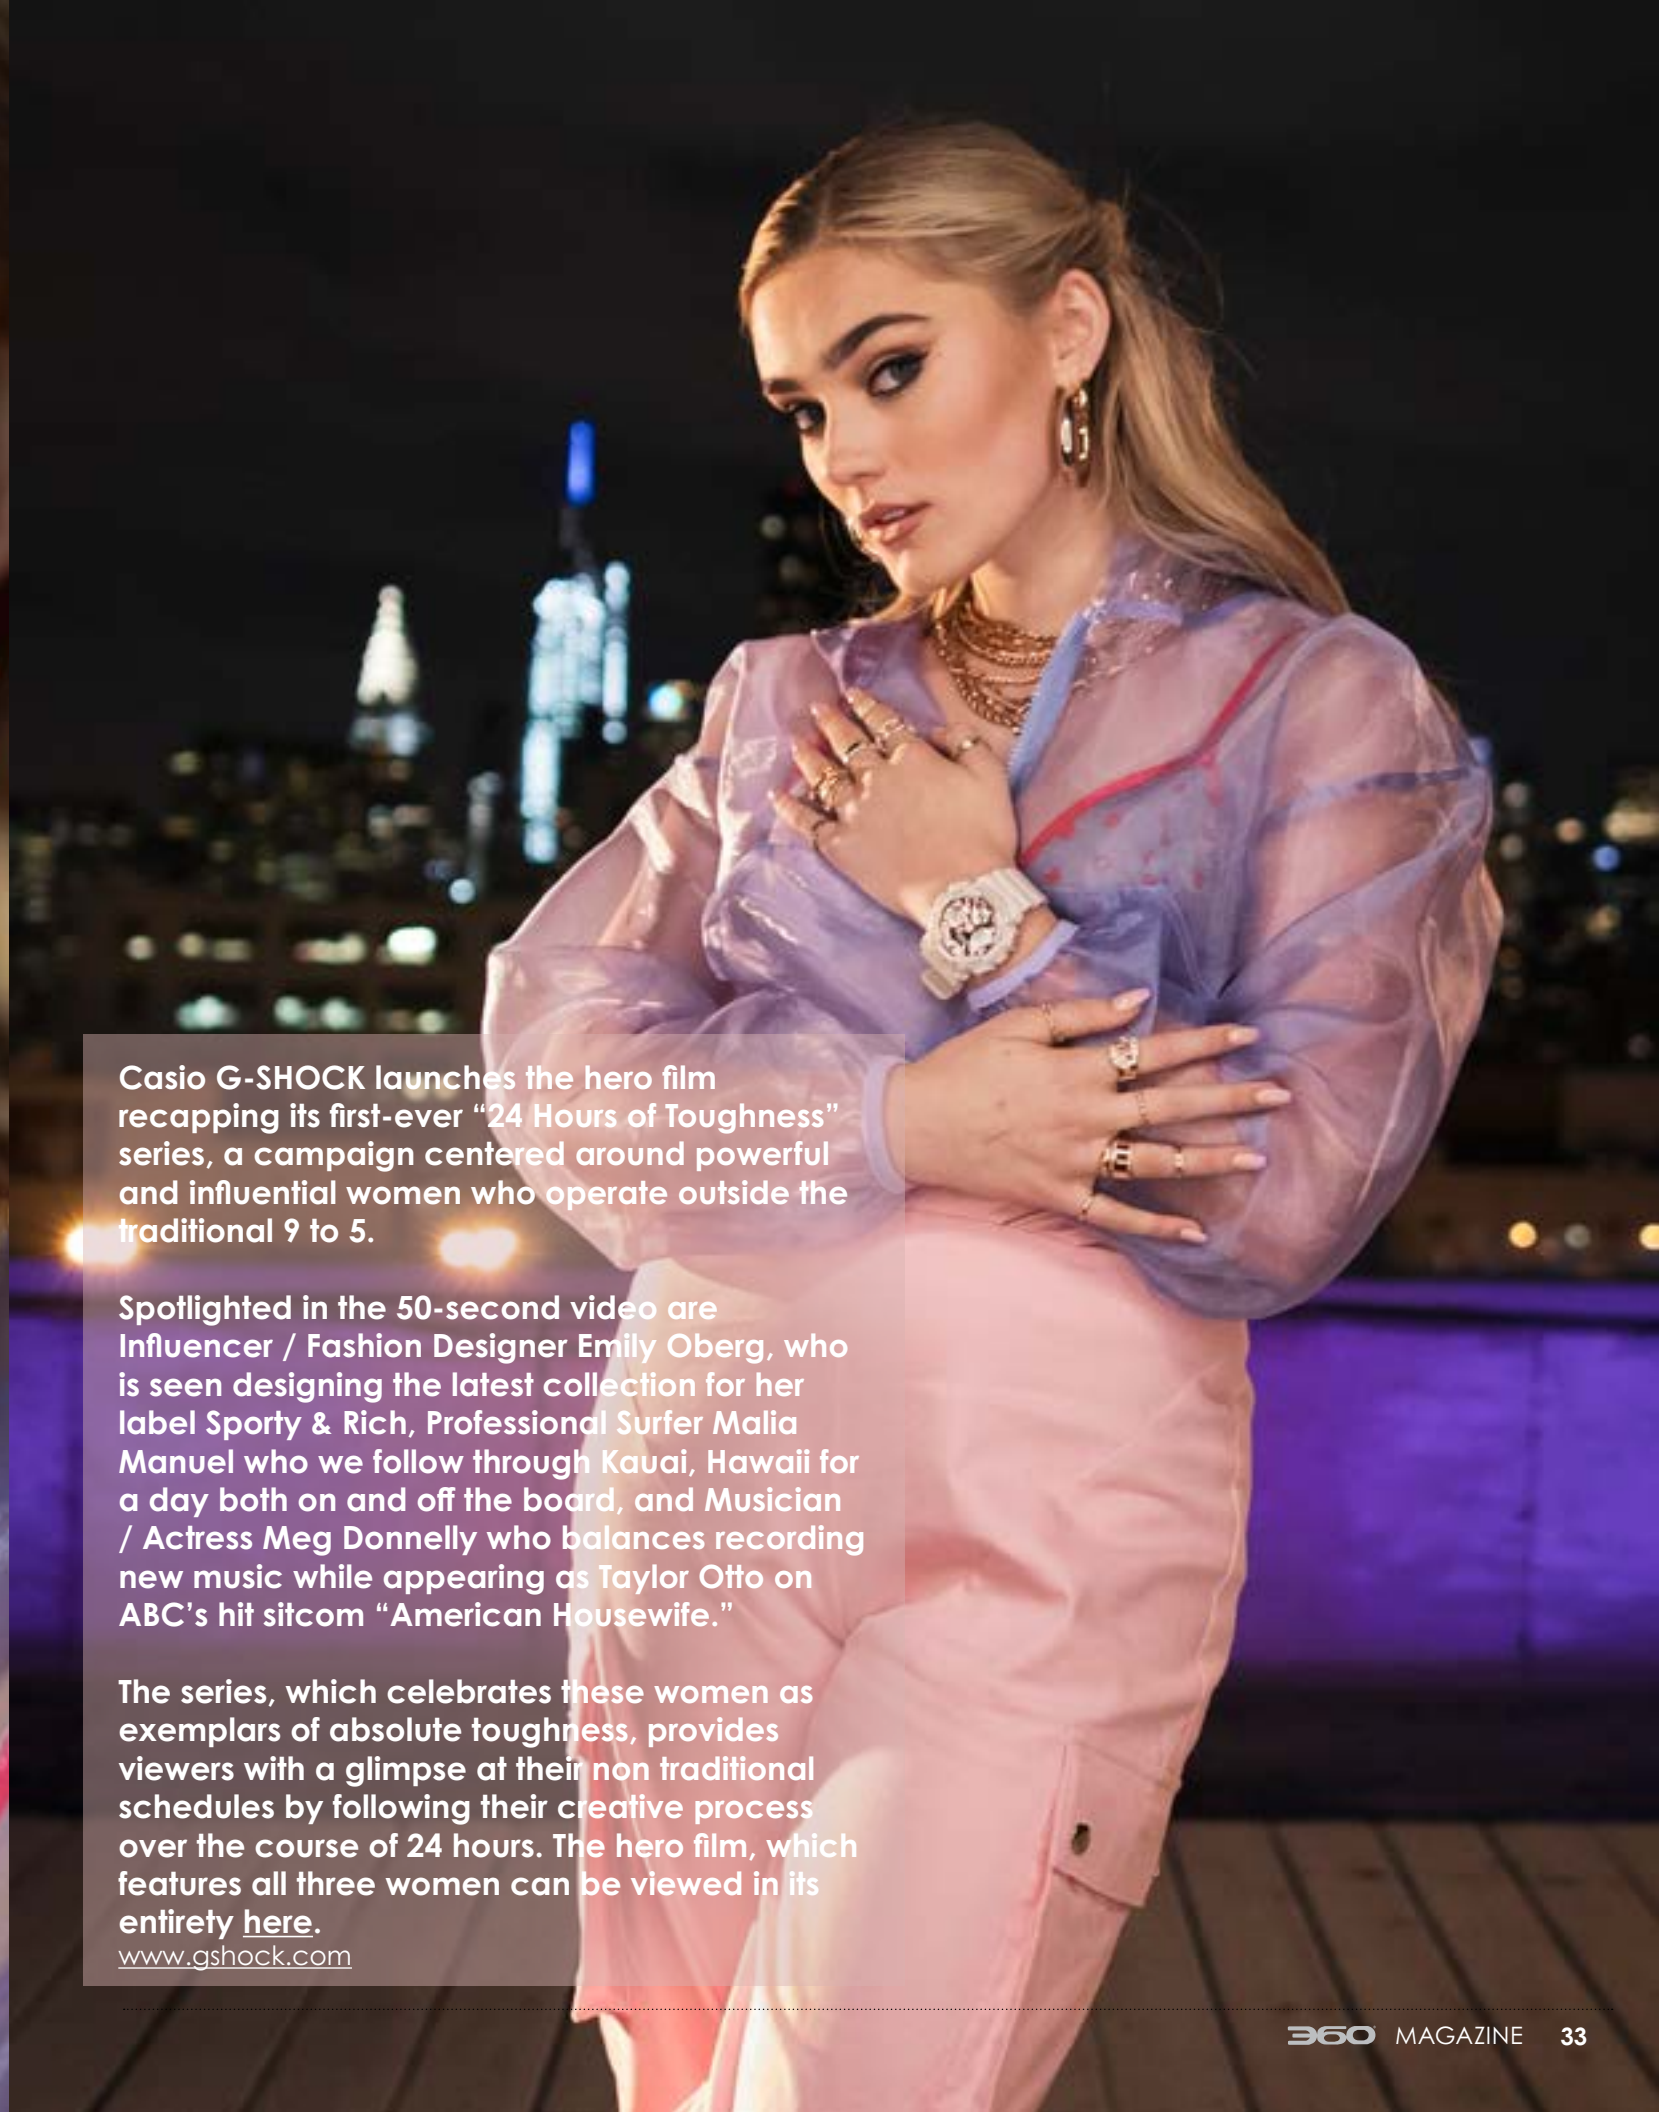 Casio G-SHOCK launches the hero film
recapping its first-ever “24 Hours of Toughness”
series, a campaign centered around powerful
and influential women who operate outside the
traditional 9 to 5.
Spotlighted in the 50-second video are
Influencer / Fashion Designer Emily Oberg, who
is seen designing the latest collection for her
label Sporty & Rich, Professional Surfer Malia
Manuel who we follow through Kauai, Hawaii for
a day both on and off the board, and Musician
/ Actress Meg Donnelly who balances recording
new music while appearing as Taylor Otto on
ABC’s hit sitcom “American Housewife.”
The series, which celebrates these women as
exemplars of absolute toughness, provides
viewers with a glimpse at their non traditional
schedules by following their creative process
over the course of 24 hours. The hero film, which
features all three women can be viewed in its
entirety here.
www.gshock.com
360 MAGAZINE 33